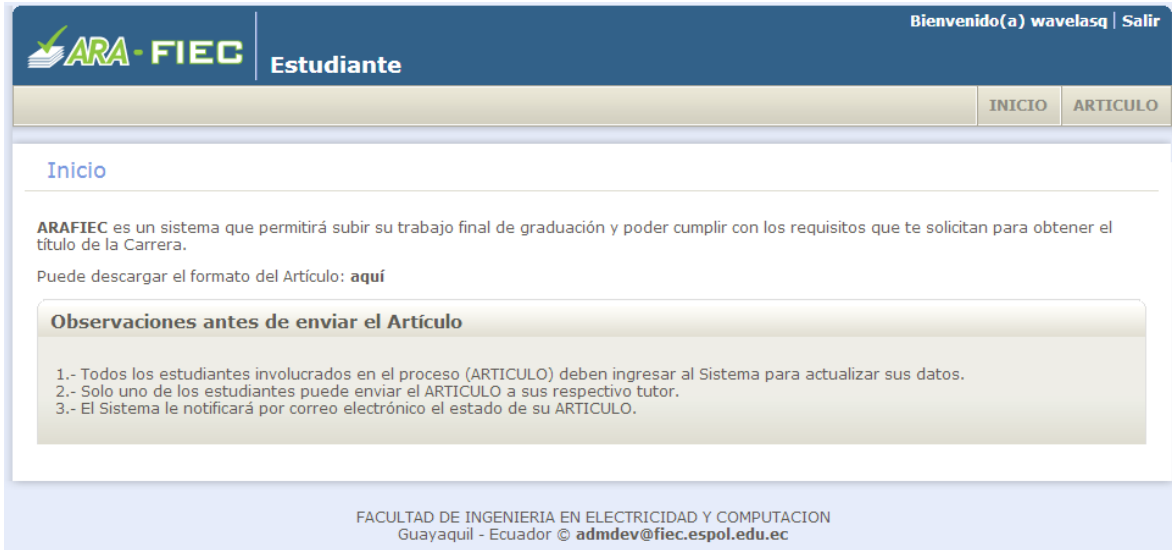 Bienvenido(a) wavelasq | Salir
ARA - FIEC
Estudiante
INICIO ARTICULO
Inicio
ARAFIEC es un sistema que permitirá subir su trabajo final de graduación y poder cumplir con los requisitos que te solicitan para obtener el
título de la Carrera.
Puede descargar el formato del Artículo: aquí
Observaciones antes de enviar el Artículo
1.- Todos los estudiantes involucrados en el proceso (ARTICULO) deben ingresar al Sistema para actualizar sus datos.
2.- Solo uno de los estudiantes puede enviar el ARTICULO a sus respectivo tutor.
3.- El Sistema le notificará por correo electrónico el estado de su ARTICULO.
FACULTAD DE INGENIERIA EN ELECTRICIDAD Y COMPUTACION
Guayaquil - Ecuador © admdev@fiec.espol.edu.ec